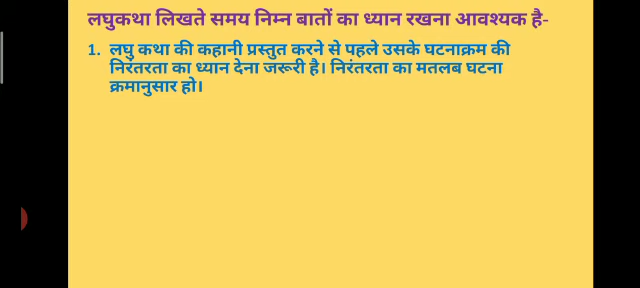 लघुकथा लिखते समय निम्न बातों का ध्यान रखना आवश्यक है-
1. लघु कथा की कहानी प्रस्तुत करने से पहले उसके घटनाक्रम की
निरंतरता का ध्यान देना जरूरी है। निरंतरता का मतलब घटना
क्रमानुसार हो।